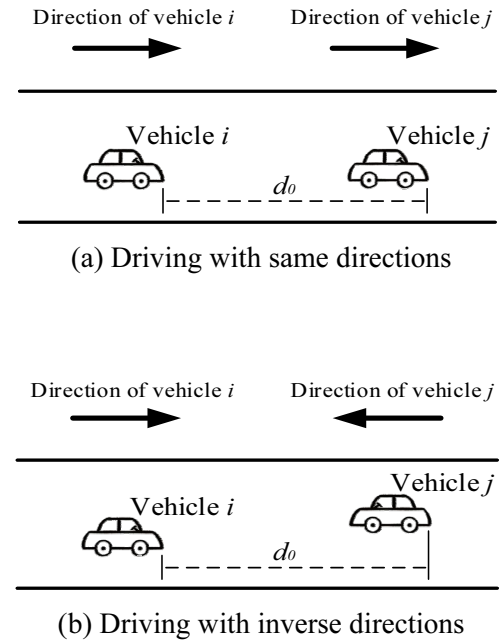 Direction of vehicle i
Direction of vehicle j
Vehicle i
Vehicle j
d0
(a) Driving with same directions
Direction of vehicle i
Direction of vehicle j
Vehicle i
Vehicle j
d0
(b) Driving with inverse directions